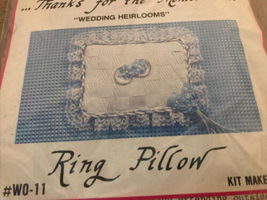 ...Thanks for the
"WEDDING HEIRLOOMS"
Ring Pillow
#WO-11 KIT MAKE